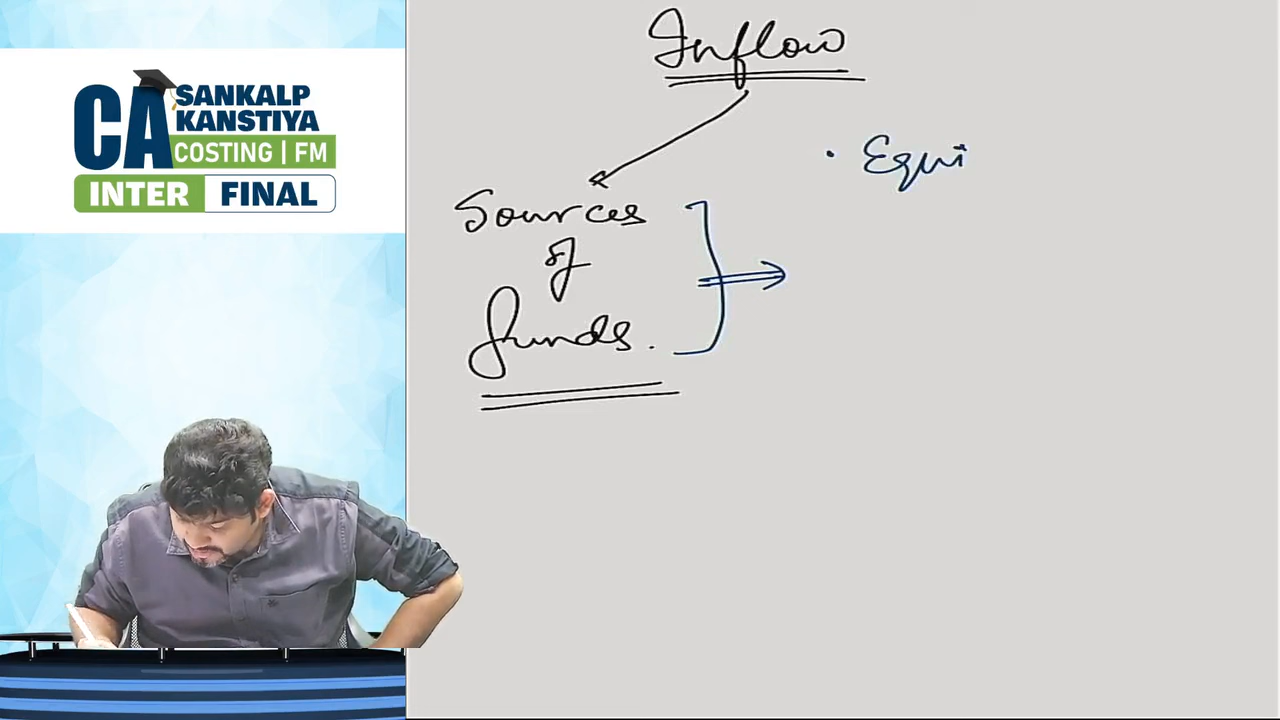 CA
SANKALP
KANSTIYA
COSTING | FM
INTER FINAL
Inflow
• Equi
Sources
of
funds.